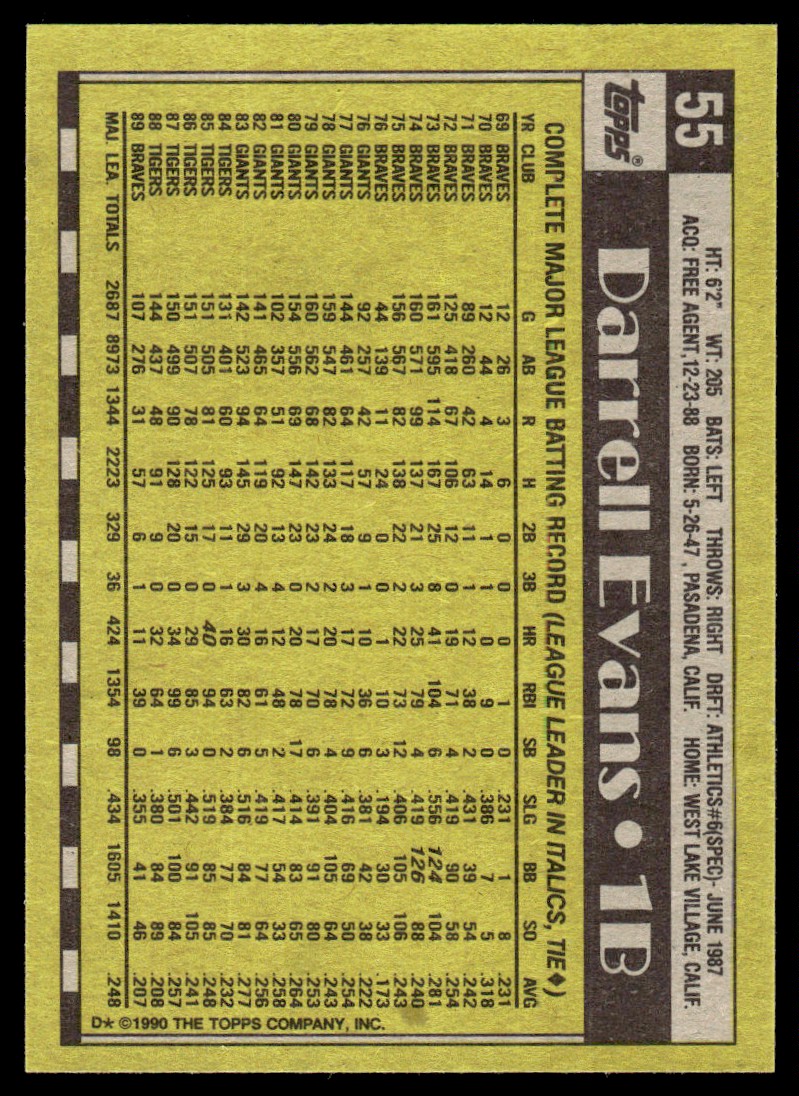 55
HT: 6'2" WT: 205 BATS: LEFT THROWS: RIGHT DRFT: ATHLETICS#6(SPEC)- JUNE 1987
ACQ: FREE AGENT, 12-23-88 BORN: 5-26-47, PASADENA, CALIF. HOME: WEST LAKE VILLAGE, CALIF.
TOPPS® Darrell Evans • 1B
COMPLETE MAJOR LEAGUE BATTING RECORD (LEAGUE LEADER IN ITALICS, TIE♦)
YR CLUB G AB R H 2B 3B HR RBI SB SLG BB SO AVG
69 BRAVES 12 26 3 6 0 0 0 1 0 .231 1 8 .231
70 BRAVES 12 44 4 14 1 1 0 9 0 .386 7 5 .318
71 BRAVES 89 260 42 63 11 1 12 38 2 .431 39 54 .242
72 BRAVES 125 418 67 106 12 0 19 71 4 .419 90 58 .254
73 BRAVES 161 595 114 167 25 8 41 104 6 .556 124 104 .281
74 BRAVES 160 571 99 137 21 3 25 79 4 .419 126 88 .240
75 BRAVES 156 567 82 138 22 2 22 73 12 .406 105 106 .243
76 BRAVES 44 139 11 24 0 0 1 10 3 .194 30 33 .173
76 GIANTS 92 257 42 57 9 1 10 36 6 .381 42 38 .222
77 GIANTS 144 461 64 117 18 3 17 72 9 .416 69 50 .254
78 GIANTS 159 547 82 133 24 2 20 78 4 .404 105 64 .243
79 GIANTS 160 562 68 142 23 2 17 70 6 .391 91 80 .253
80 GIANTS 154 556 69 147 23 0 20 78 17 .414 83 65 .264
81 GIANTS 102 357 51 92 13 4 12 48 2 .417 54 33 .258
82 GIANTS 141 465 64 119 20 4 16 61 5 .419 77 64 .256
83 GIANTS 142 523 94 145 29 3 30 82 6 .516 84 81 .277
84 TIGERS 131 401 60 93 11 1 16 63 2 .384 77 70 .232
85 TIGERS 151 505 81 125 17 0 40 94 0 .519 85 85 .248
86 TIGERS 151 507 78 122 15 0 29 85 3 .442 91 105 .241
87 TIGERS 150 499 90 128 20 0 34 99 6 .501 100 84 .257
88 TIGERS 144 437 48 91 9 0 32 64 1 .380 84 89 .208
89 BRAVES 107 276 31 57 6 1 11 39 0 .355 41 46 .207
MAJ. LEA. TOTALS 2687 8973 1344 2223 329 36 424 1354 98 .434 1605 1410 .248
D* ©1990 THE TOPPS COMPANY, INC.